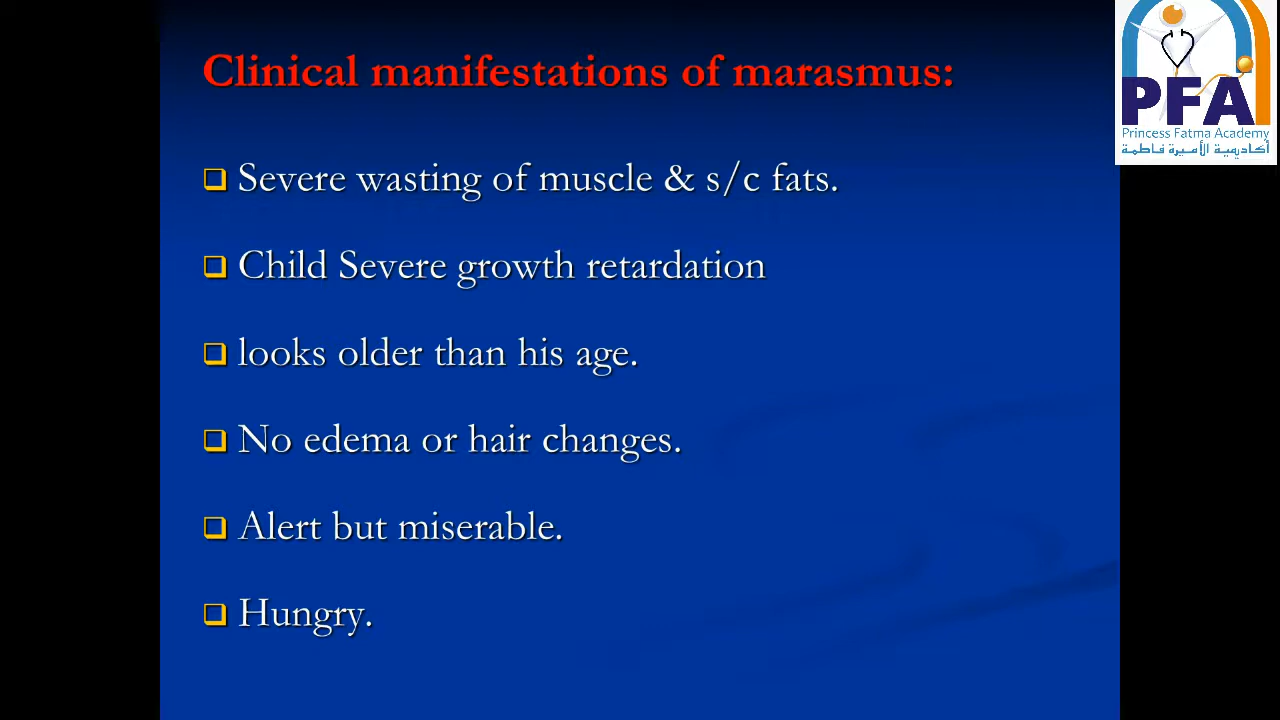 Clinical manifestations of marasmus:
Severe wasting of muscle & s/c fats.
Child Severe growth retardation
looks older than his age.
No edema or hair changes.
Alert but miserable.
Hungry.
PFA
Princess Fatma Academy
أكاديمية الأميرة فاطمة